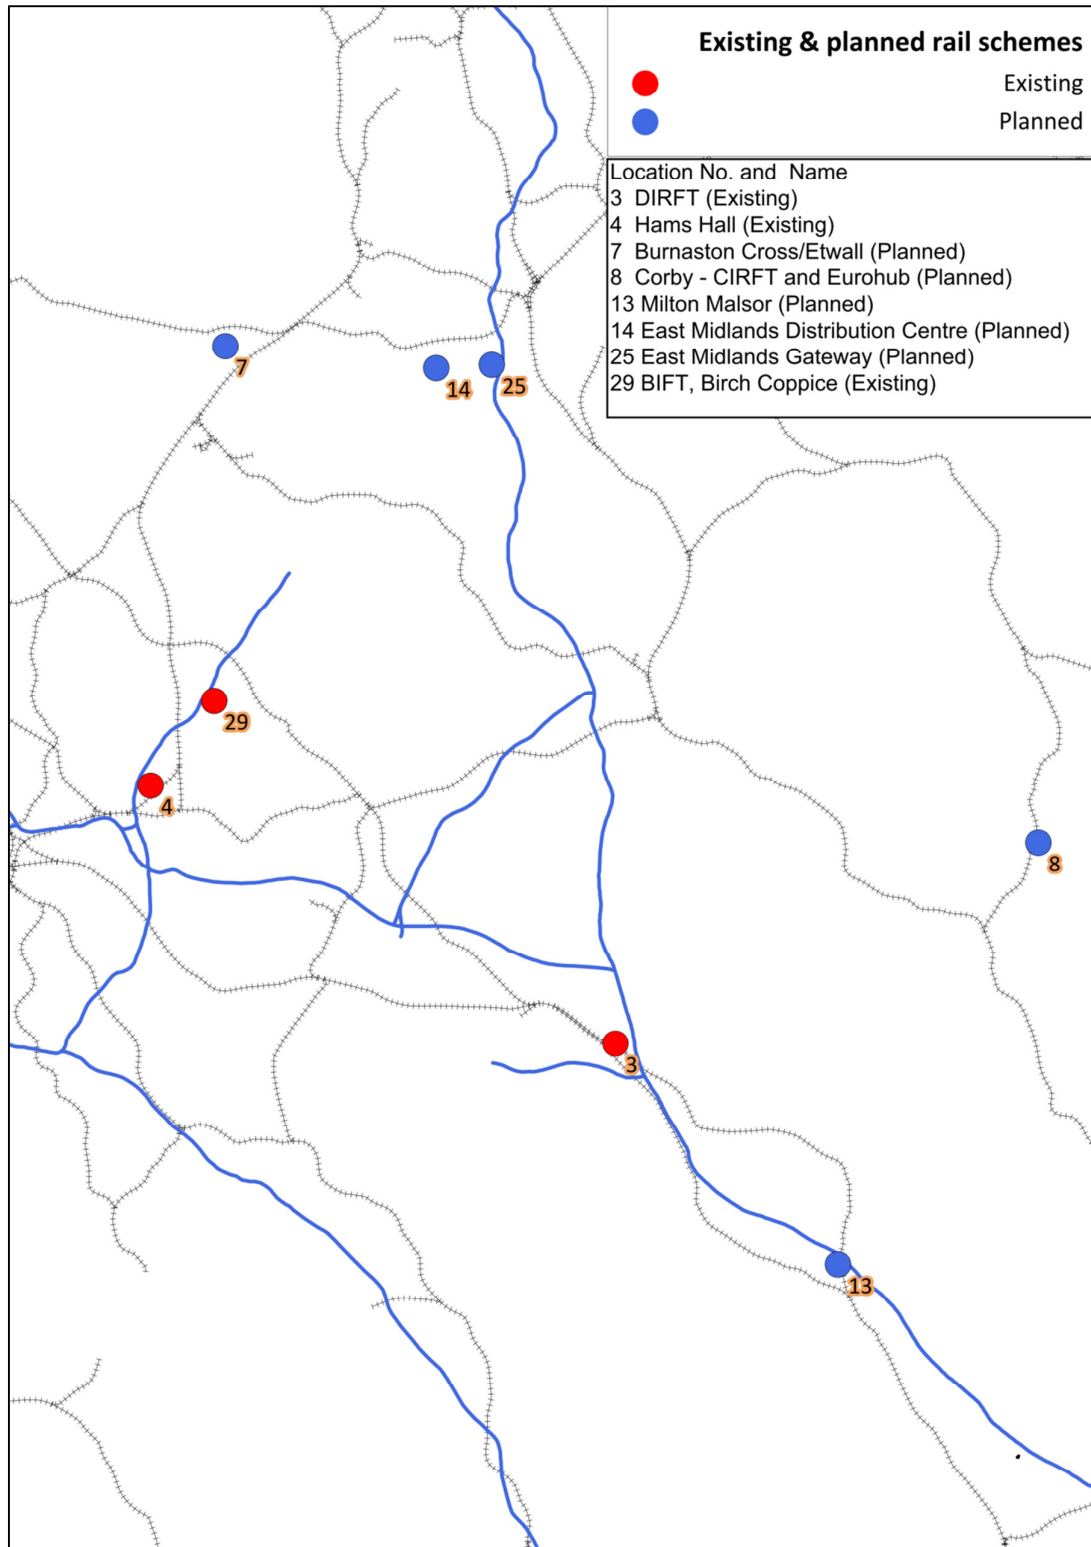 Existing & planned rail schemes
Existing
Planned
Location No. and Name
3 DIRFT (Existing)
4 Hams Hall (Existing)
7 Burnaston Cross/Etwall (Planned)
8 Corby - CIRFT and Eurohub (Planned)
13 Milton Malsor (Planned)
14 East Midlands Distribution Centre (Planned)
25 East Midlands Gateway (Planned)
29 BIFT, Birch Coppice (Existing)
7
14
25
29
4
8
3
13